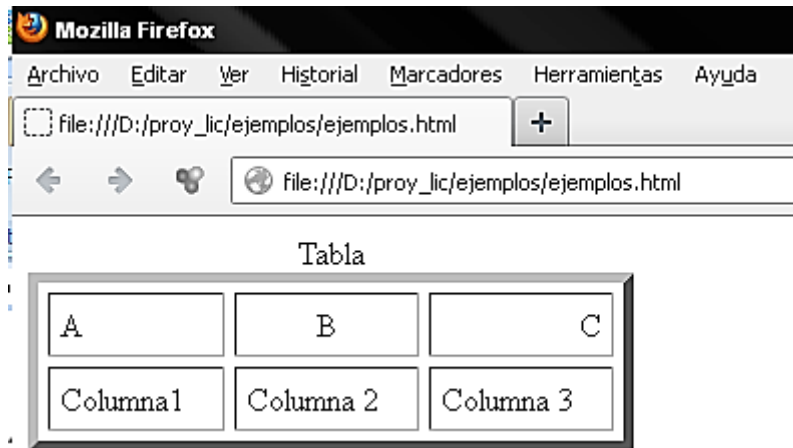 Mozilla Firefox
Archivo Editar Ver Historial Marcadores Herramientas Ayuda
file:///D:/proy_lic/ejemplos/ejemplos.html +
file:///D:/proy_lic/ejemplos/ejemplos.html
Tabla
A B C
Columna1 Columna 2 Columna 3